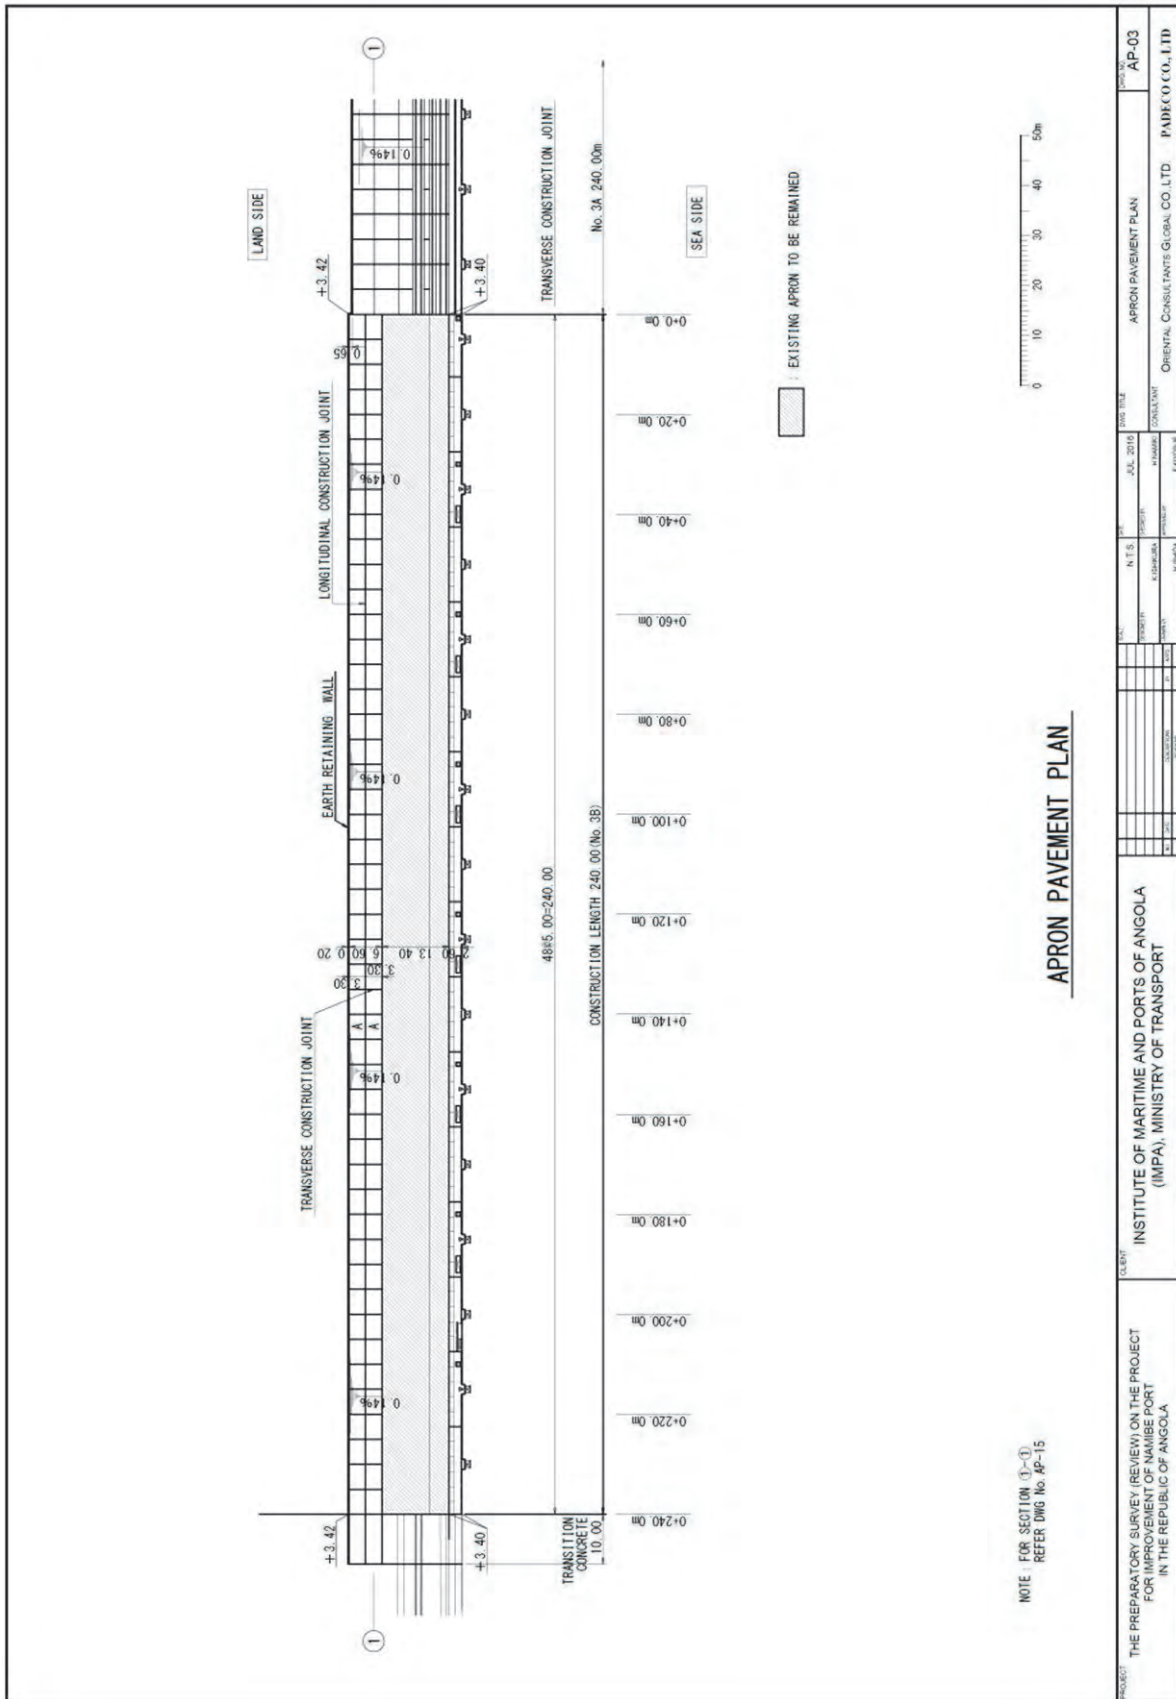 LAND SIDE
1
1
+3.42
+3.42
0.65
LONGITUDINAL CONSTRUCTION JOINT
EARTH RETAINING WALL
TRANSVERSE CONSTRUCTION JOINT
0.14%
0.14%
0.14%
0.14%
0.14%
A
A
3.30
3.30
0.20
6.60
13.40
2.60
+3.40
+3.40
TRANSVERSE CONSTRUCTION JOINT
48@5.00=240.00
TRANSITION
CONCRETE
10.00
CONSTRUCTION LENGTH 240.00(No.3B)
No.3A 240.00m
0+240.0m
0+220.0m
0+200.0m
0+180.0m
0+160.0m
0+140.0m
0+120.0m
0+100.0m
0+80.0m
0+60.0m
0+40.0m
0+20.0m
0+0.0m
SEA SIDE
: EXISTING APRON TO BE REMAINED
0 10 20 30 40 50m
NOTE : FOR SECTION ①-①
REFER DWG No. AP-15
APRON PAVEMENT PLAN
PROJECT
THE PREPARATORY SURVEY (REVIEW) ON THE PROJECT
FOR IMPROVEMENT OF NAMIBE PORT
IN THE REPUBLIC OF ANGOLA
CLIENT
INSTITUTE OF MARITIME AND PORTS OF ANGOLA
(IMPA), MINISTRY OF TRANSPORT
N.T.S.
JUL. 2016
DWG TITLE
APRON PAVEMENT PLAN
DWG NO.
AP-03
CONSULTANT
ORIENTAL CONSULTANTS GLOBAL CO.,LTD PADECO CO.,LTD